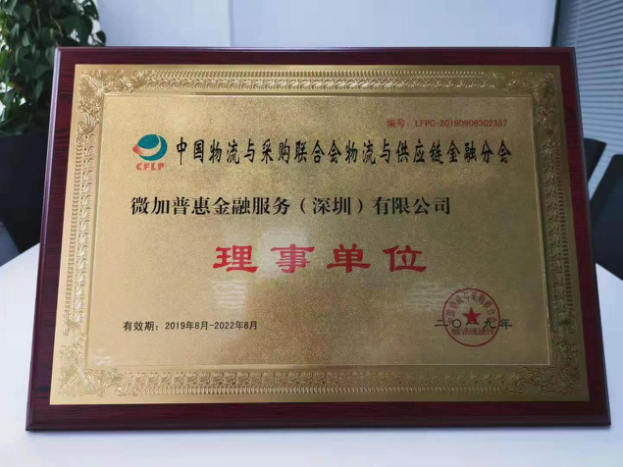 编号：LFPC-20190908302387
CFLP
中国物流与采购联合会物流与供应链金融分会
微加普惠金融服务（深圳）有限公司
理事单位
有效期：2019年8月-2022年8月
二〇一九年